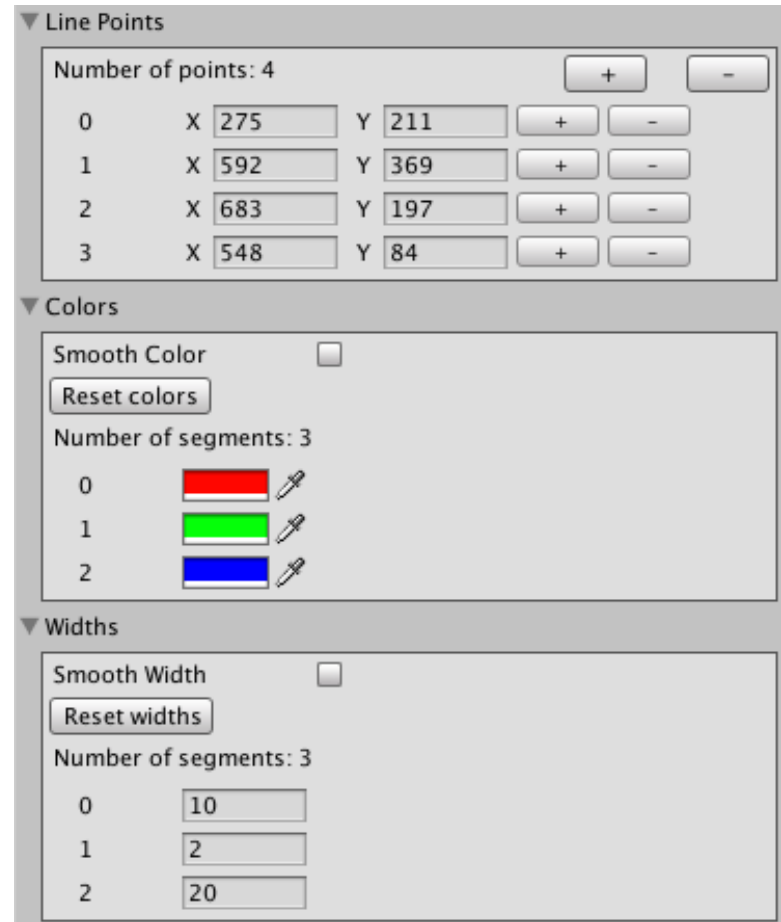 Line Points
Number of points: 4 + -
0 X 275 Y 211 + -
1 X 592 Y 369 + -
2 X 683 Y 197 + -
3 X 548 Y 84 + -
Colors
Smooth Color
Reset colors
Number of segments: 3
0
1
2
Widths
Smooth Width
Reset widths
Number of segments: 3
0 10
1 2
2 20